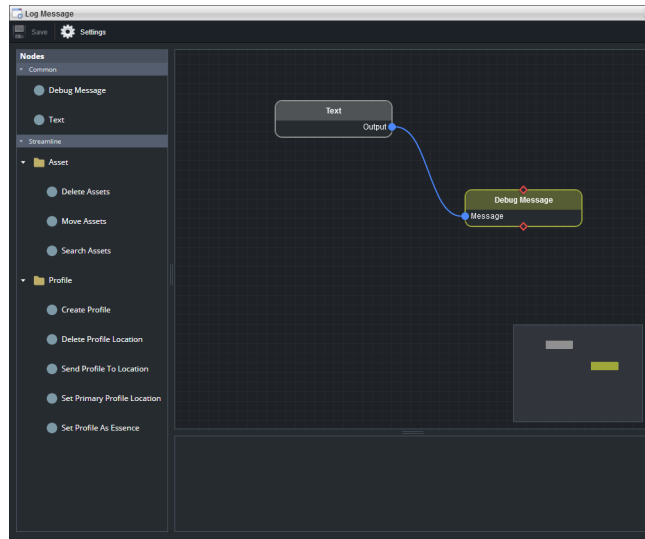 Log Message
Save
Settings
Nodes
Common
Debug Message
Text
Streamline
Asset
Delete Assets
Move Assets
Search Assets
Profile
Create Profile
Delete Profile Location
Send Profile To Location
Set Primary Profile Location
Set Profile As Essence
Text
Output
Debug Message
Message